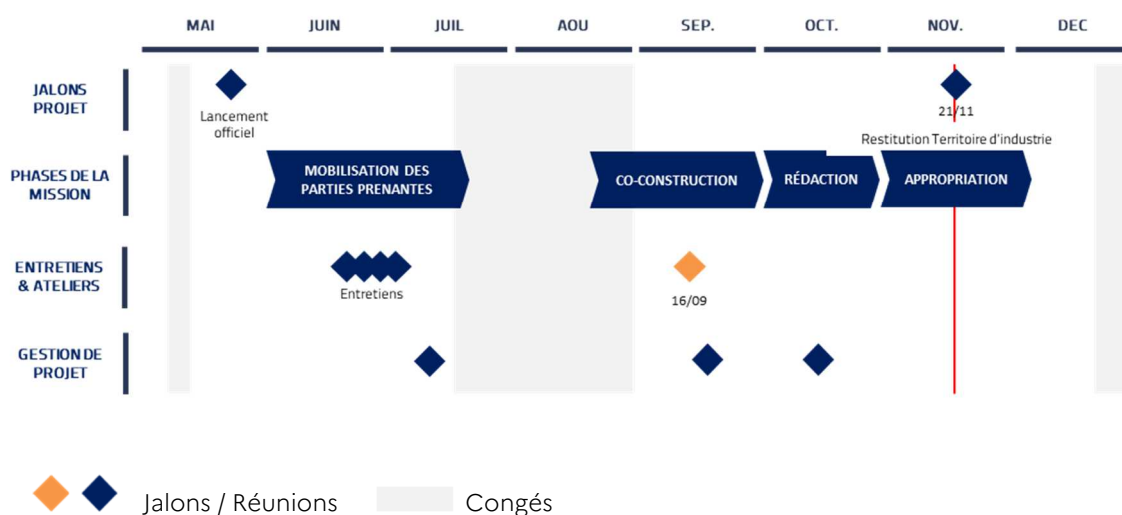 MAI
JUIN
JUIL
AOU
SEP.
OCT.
NOV.
DEC
JALONS
PROJET
Lancement
officiel
21/11
Restitution Territoire d'industrie
PHASES DE LA
MISSION
MOBILISATION DES
PARTIES PRENANTES
CO-CONSTRUCTION
RÉDACTION
APPROPRIATION
ENTRETIENS
& ATELIERS
Entretiens
16/09
GESTION DE
PROJET
Jalons / Réunions
Congés